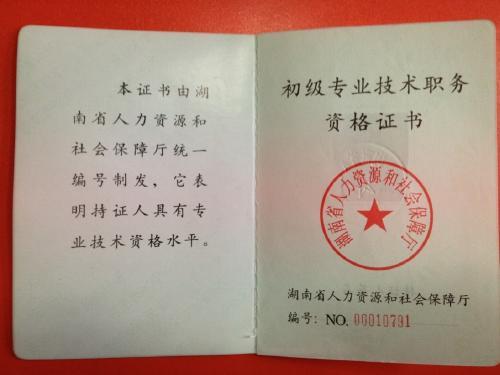 本证书由湖
南省人力资源和
社会保障厅统一
编号制发，它表
明持证人具有专
业技术资格水平。
初级专业技术职务
资格证书
湖南省人力资源和社会保障厅
湖南省人力资源和社会保障厅
编号：NO. 06010791